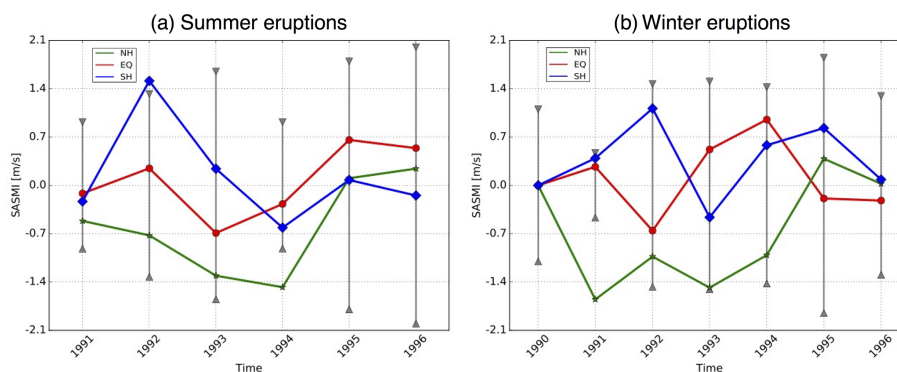 (a) Summer eruptions
2.1
1.4
0.7
0.0
-0.7
-1.4
-2.1
SASMI [m/s]
NH
EQ
SH
1991
1992
1993
1994
1995
1996
Time
(b) Winter eruptions
2.1
1.4
0.7
0.0
-0.7
-1.4
-2.1
SASMI [m/s]
NH
EQ
SH
1990
1991
1992
1993
1994
1995
1996
Time